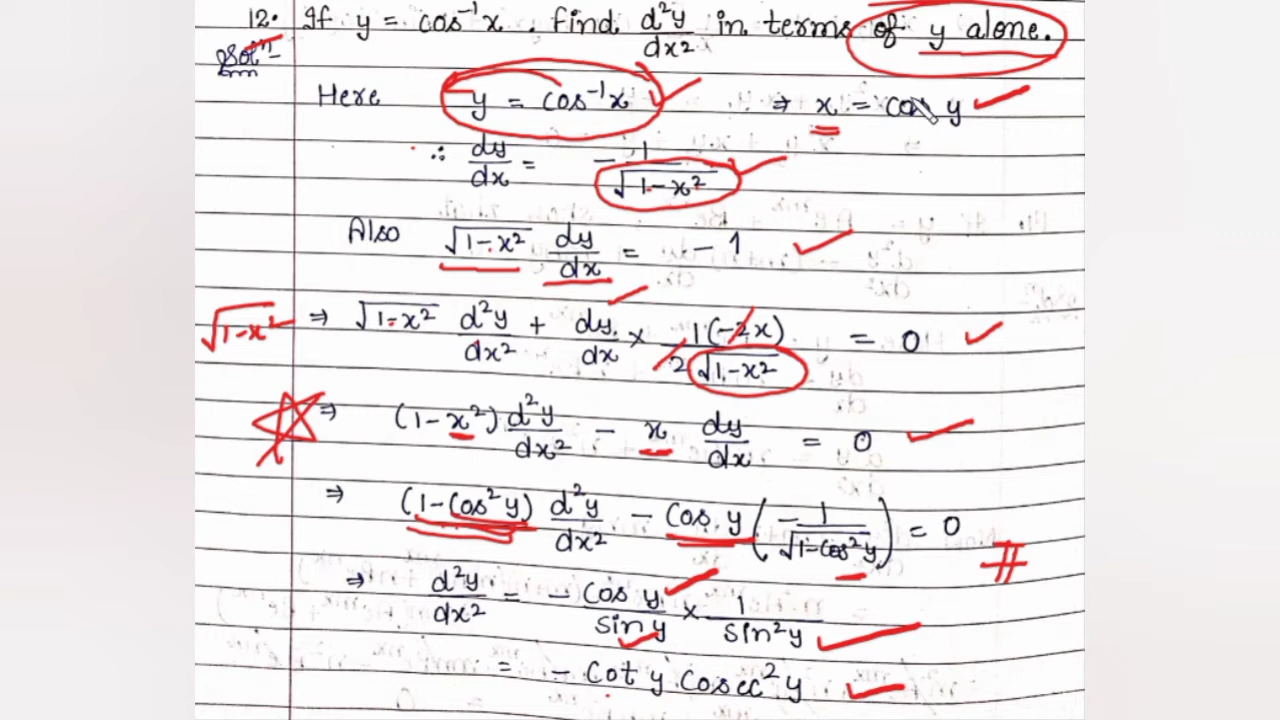 12. If y = cos⁻¹x . Find d²y/dx² in terms of y alone.
Solⁿ-
Here y = cos⁻¹x ⇒ x = cos y
∴ dy/dx = - 1/√(1-x²)
Also √(1-x²) dy/dx = - 1
√(1-x²) ⇒ √(1-x²) d²y/dx² + dy/dx × 1(-2x)/2√(1-x²) = 0
⇒ (1-x²) d²y/dx² - x dy/dx = 0
⇒ (1-Cos²y) d²y/dx² - Cos y (- 1/√(1-Cos²y)) = 0
⇒ d²y/dx² = - Cos y/Sin y × 1/Sin²y
= - Cot y Cosec²y